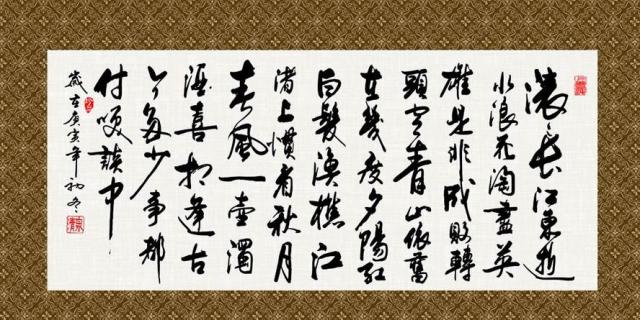 滚滚長江東逝
水浪花淘盡英
雄是非成敗轉
頭空青山依舊
在幾度夕陽紅
白髮漁樵江
渚上慣看秋月
春風一壺濁
酒喜相逢古
今多少事都
付笑談中
歲在庚寅年初冬